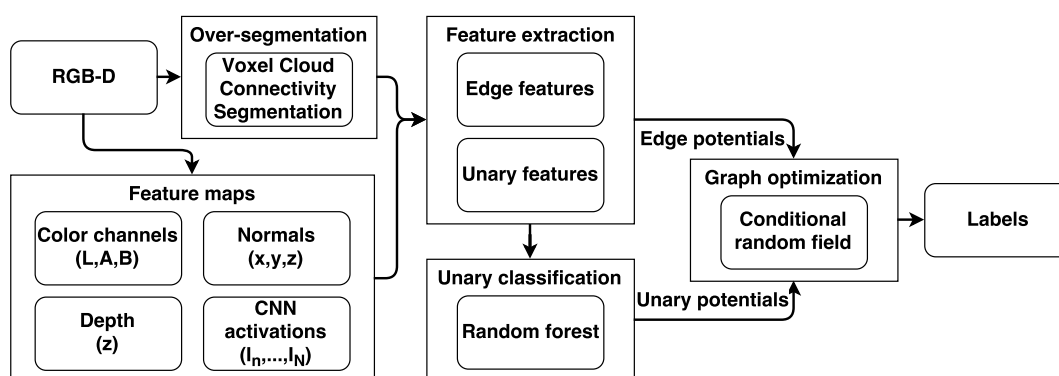 RGB-D
Over-segmentation
Voxel Cloud
Connectivity
Segmentation
Feature maps
Color channels
(L,A,B)
Normals
(x,y,z)
Depth
(z)
CNN
activations
(Iₙ,...,I_N)
Feature extraction
Edge features
Unary features
Unary classification
Random forest
Edge potentials
Unary potentials
Graph optimization
Conditional
random field
Labels